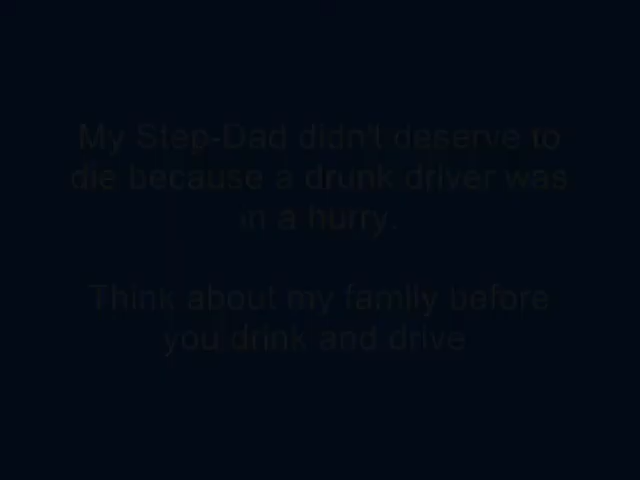 My Step-Dad didn't deserve to
die because a drunk driver was
in a hurry.
Think about my family before
you drink and drive